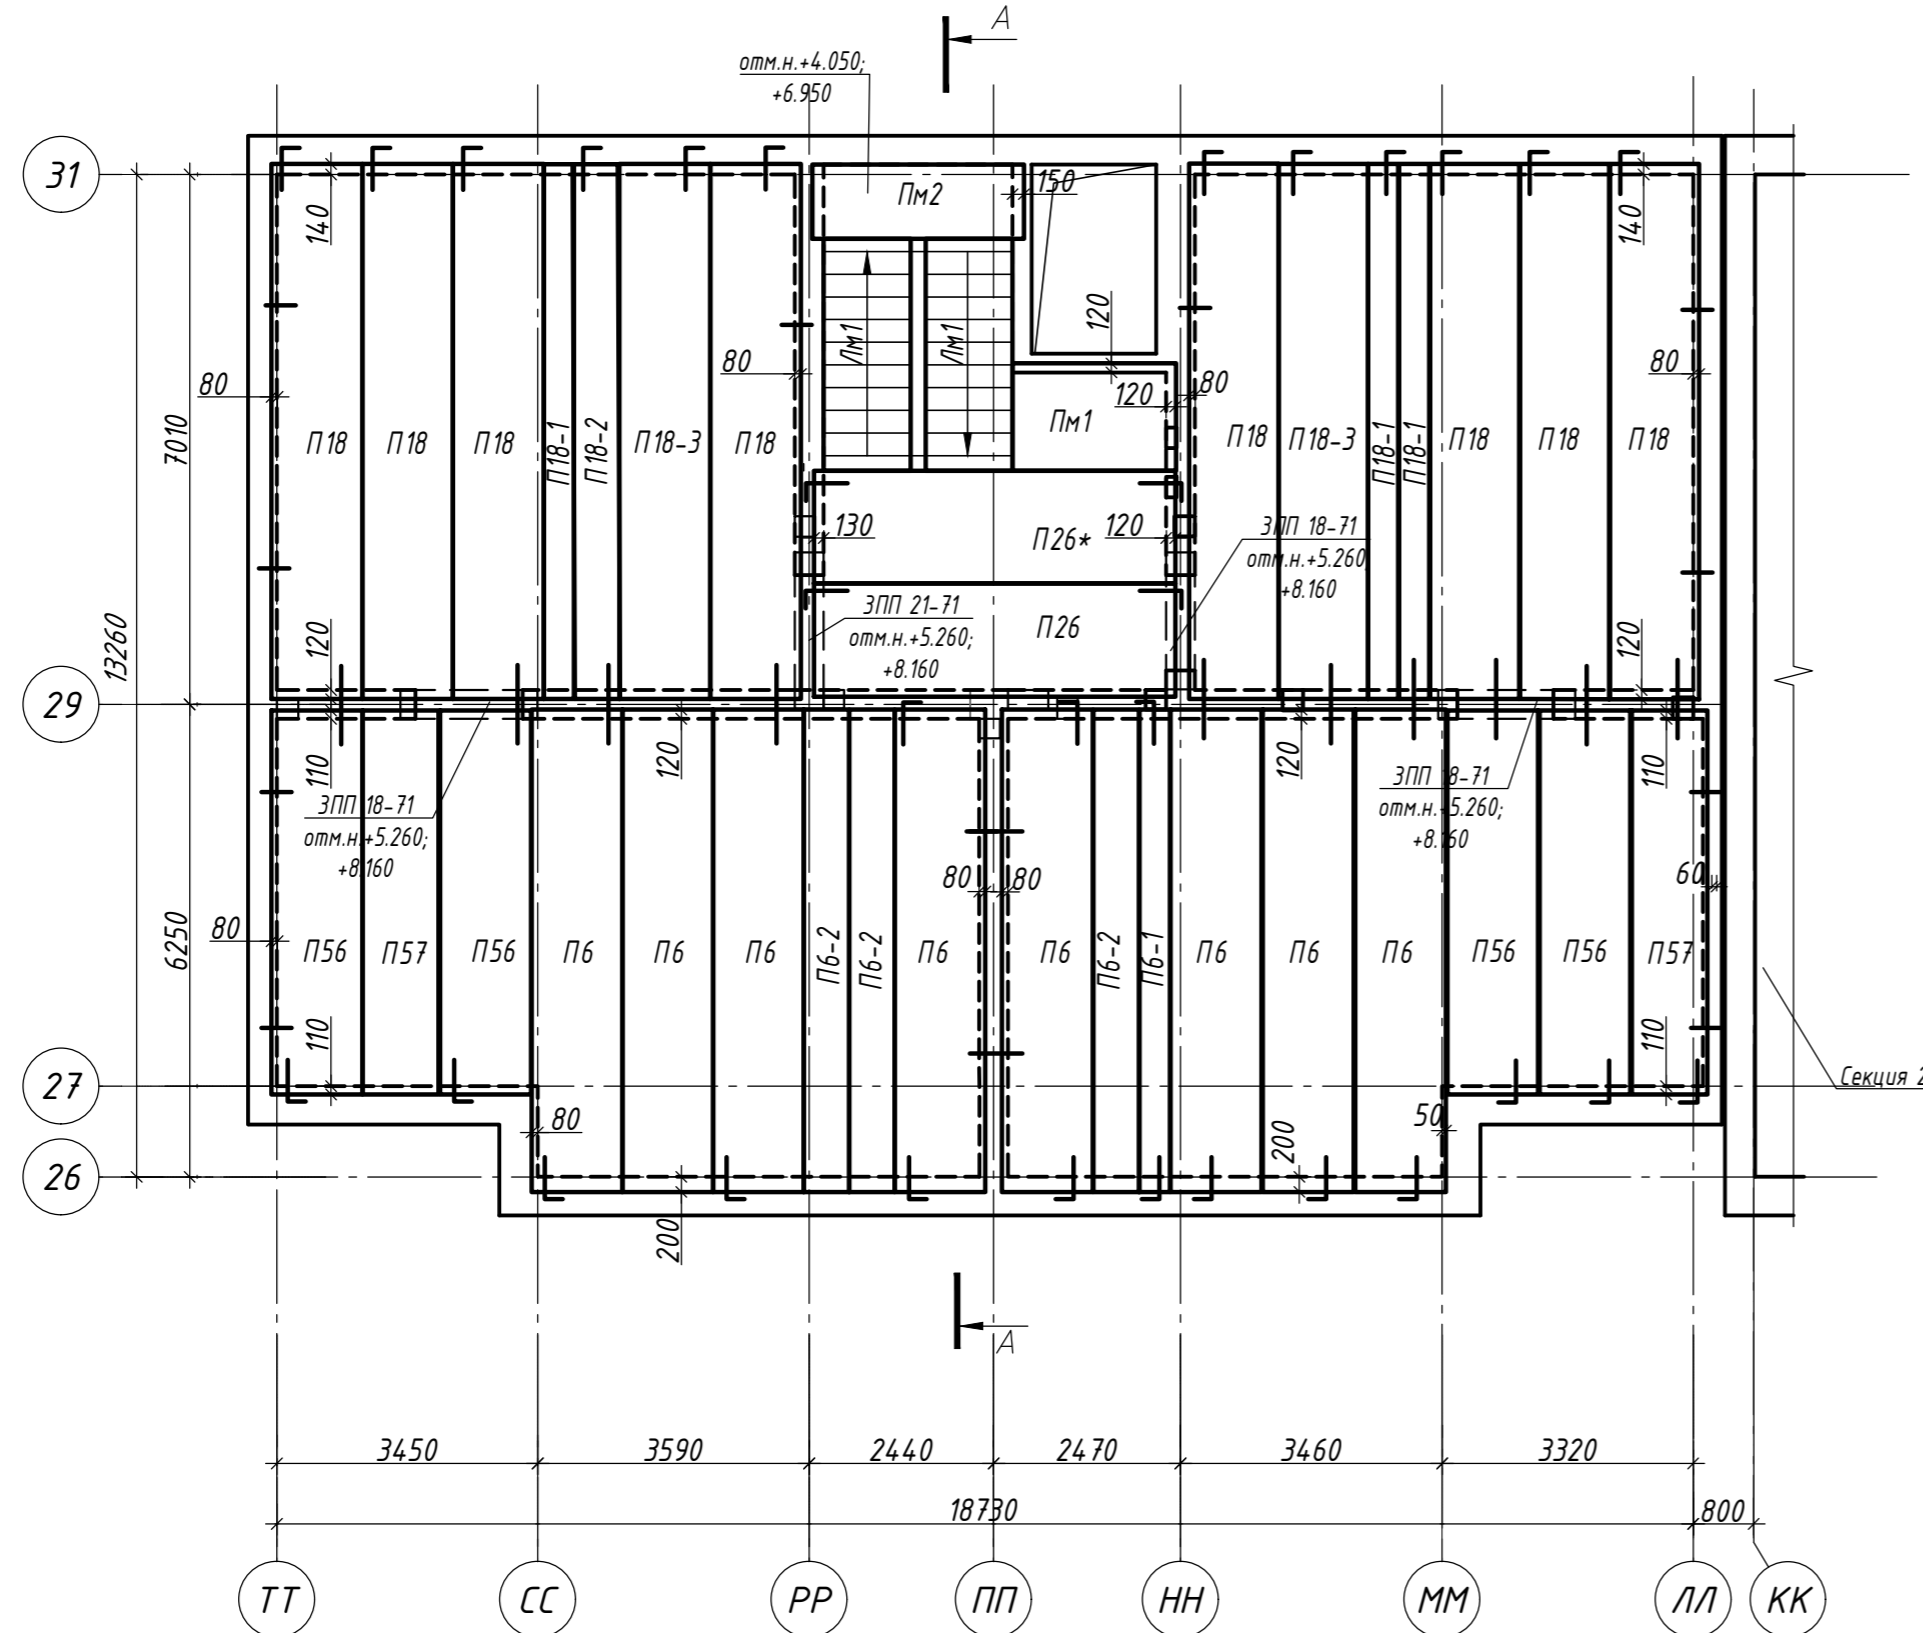 А
отм.н.+4.050;
+6.950
31
Пм2
150
140
140
120
Лм1
Лм1
80
80
80
80
7010
120
Пм1
П18
П18
П18
П18-1
П18-2
П18-3
П18
П18
П18-3
П18-1
П18-1
П18
П18
П18
130
П26*
120
ЗПП 18-71
отм.н.+5.260
+8.160
ЗПП 21-71
отм.н.+5.260;
+8.160
П26
13260
120
120
29
110
120
120
110
ЗПП 18-71
отм.н.+5.260;
+8.160
ЗПП 18-71
отм.н.+5.260;
+8.160
80
80
60
6250
80
П56
П57
П56
П6
П6
П6
П6-2
П6-2
П6
П6
П6-2
П6-1
П6
П6
П6
П56
П56
П57
110
110
27
Секция 2
80
50
200
26
200
А
3450
3590
2440
2470
3460
3320
18730
800
ТТ
СС
РР
ПП
НН
ММ
ЛЛ
КК